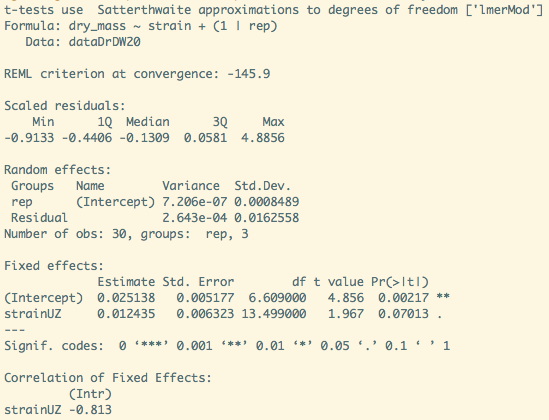 t-tests use  Satterthwaite approximations to degrees of freedom ['lmerMod']
Formula: dry_mass ~ strain + (1 | rep)
   Data: dataDrDW20
REML criterion at convergence: -145.9
Scaled residuals:
    Min      1Q  Median      3Q     Max
-0.9133 -0.4406 -0.1309  0.0581  4.8856
Random effects:
 Groups   Name        Variance  Std.Dev.
 rep      (Intercept) 7.206e-07 0.0008489
 Residual             2.643e-04 0.0162558
Number of obs: 30, groups:  rep, 3
Fixed effects:
             Estimate Std. Error        df t value Pr(>|t|)
(Intercept)  0.025138   0.005177  6.609000   4.856  0.00217 **
strainUZ     0.012435   0.006323 13.499000   1.967  0.07013 .
---
Signif. codes:  0 ‘***’ 0.001 ‘**’ 0.01 ‘*’ 0.05 ‘.’ 0.1 ‘ ’ 1
Correlation of Fixed Effects:
         (Intr)
strainUZ -0.813